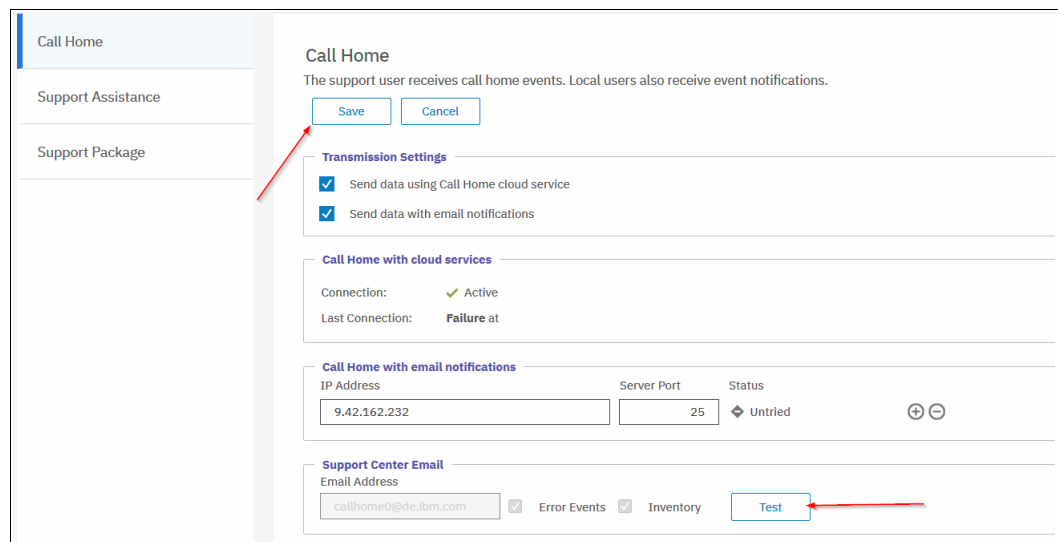 Call Home
Support Assistance
Support Package
Call Home
The support user receives call home events. Local users also receive event notifications.
Save Cancel
Transmission Settings
Send data using Call Home cloud service
Send data with email notifications
Call Home with cloud services
Connection: Active
Last Connection: Failure at
Call Home with email notifications
IP Address Server Port Status
9.42.162.232 25 Untried
Support Center Email
Email Address
callhome0@de.ibm.com Error Events Inventory Test